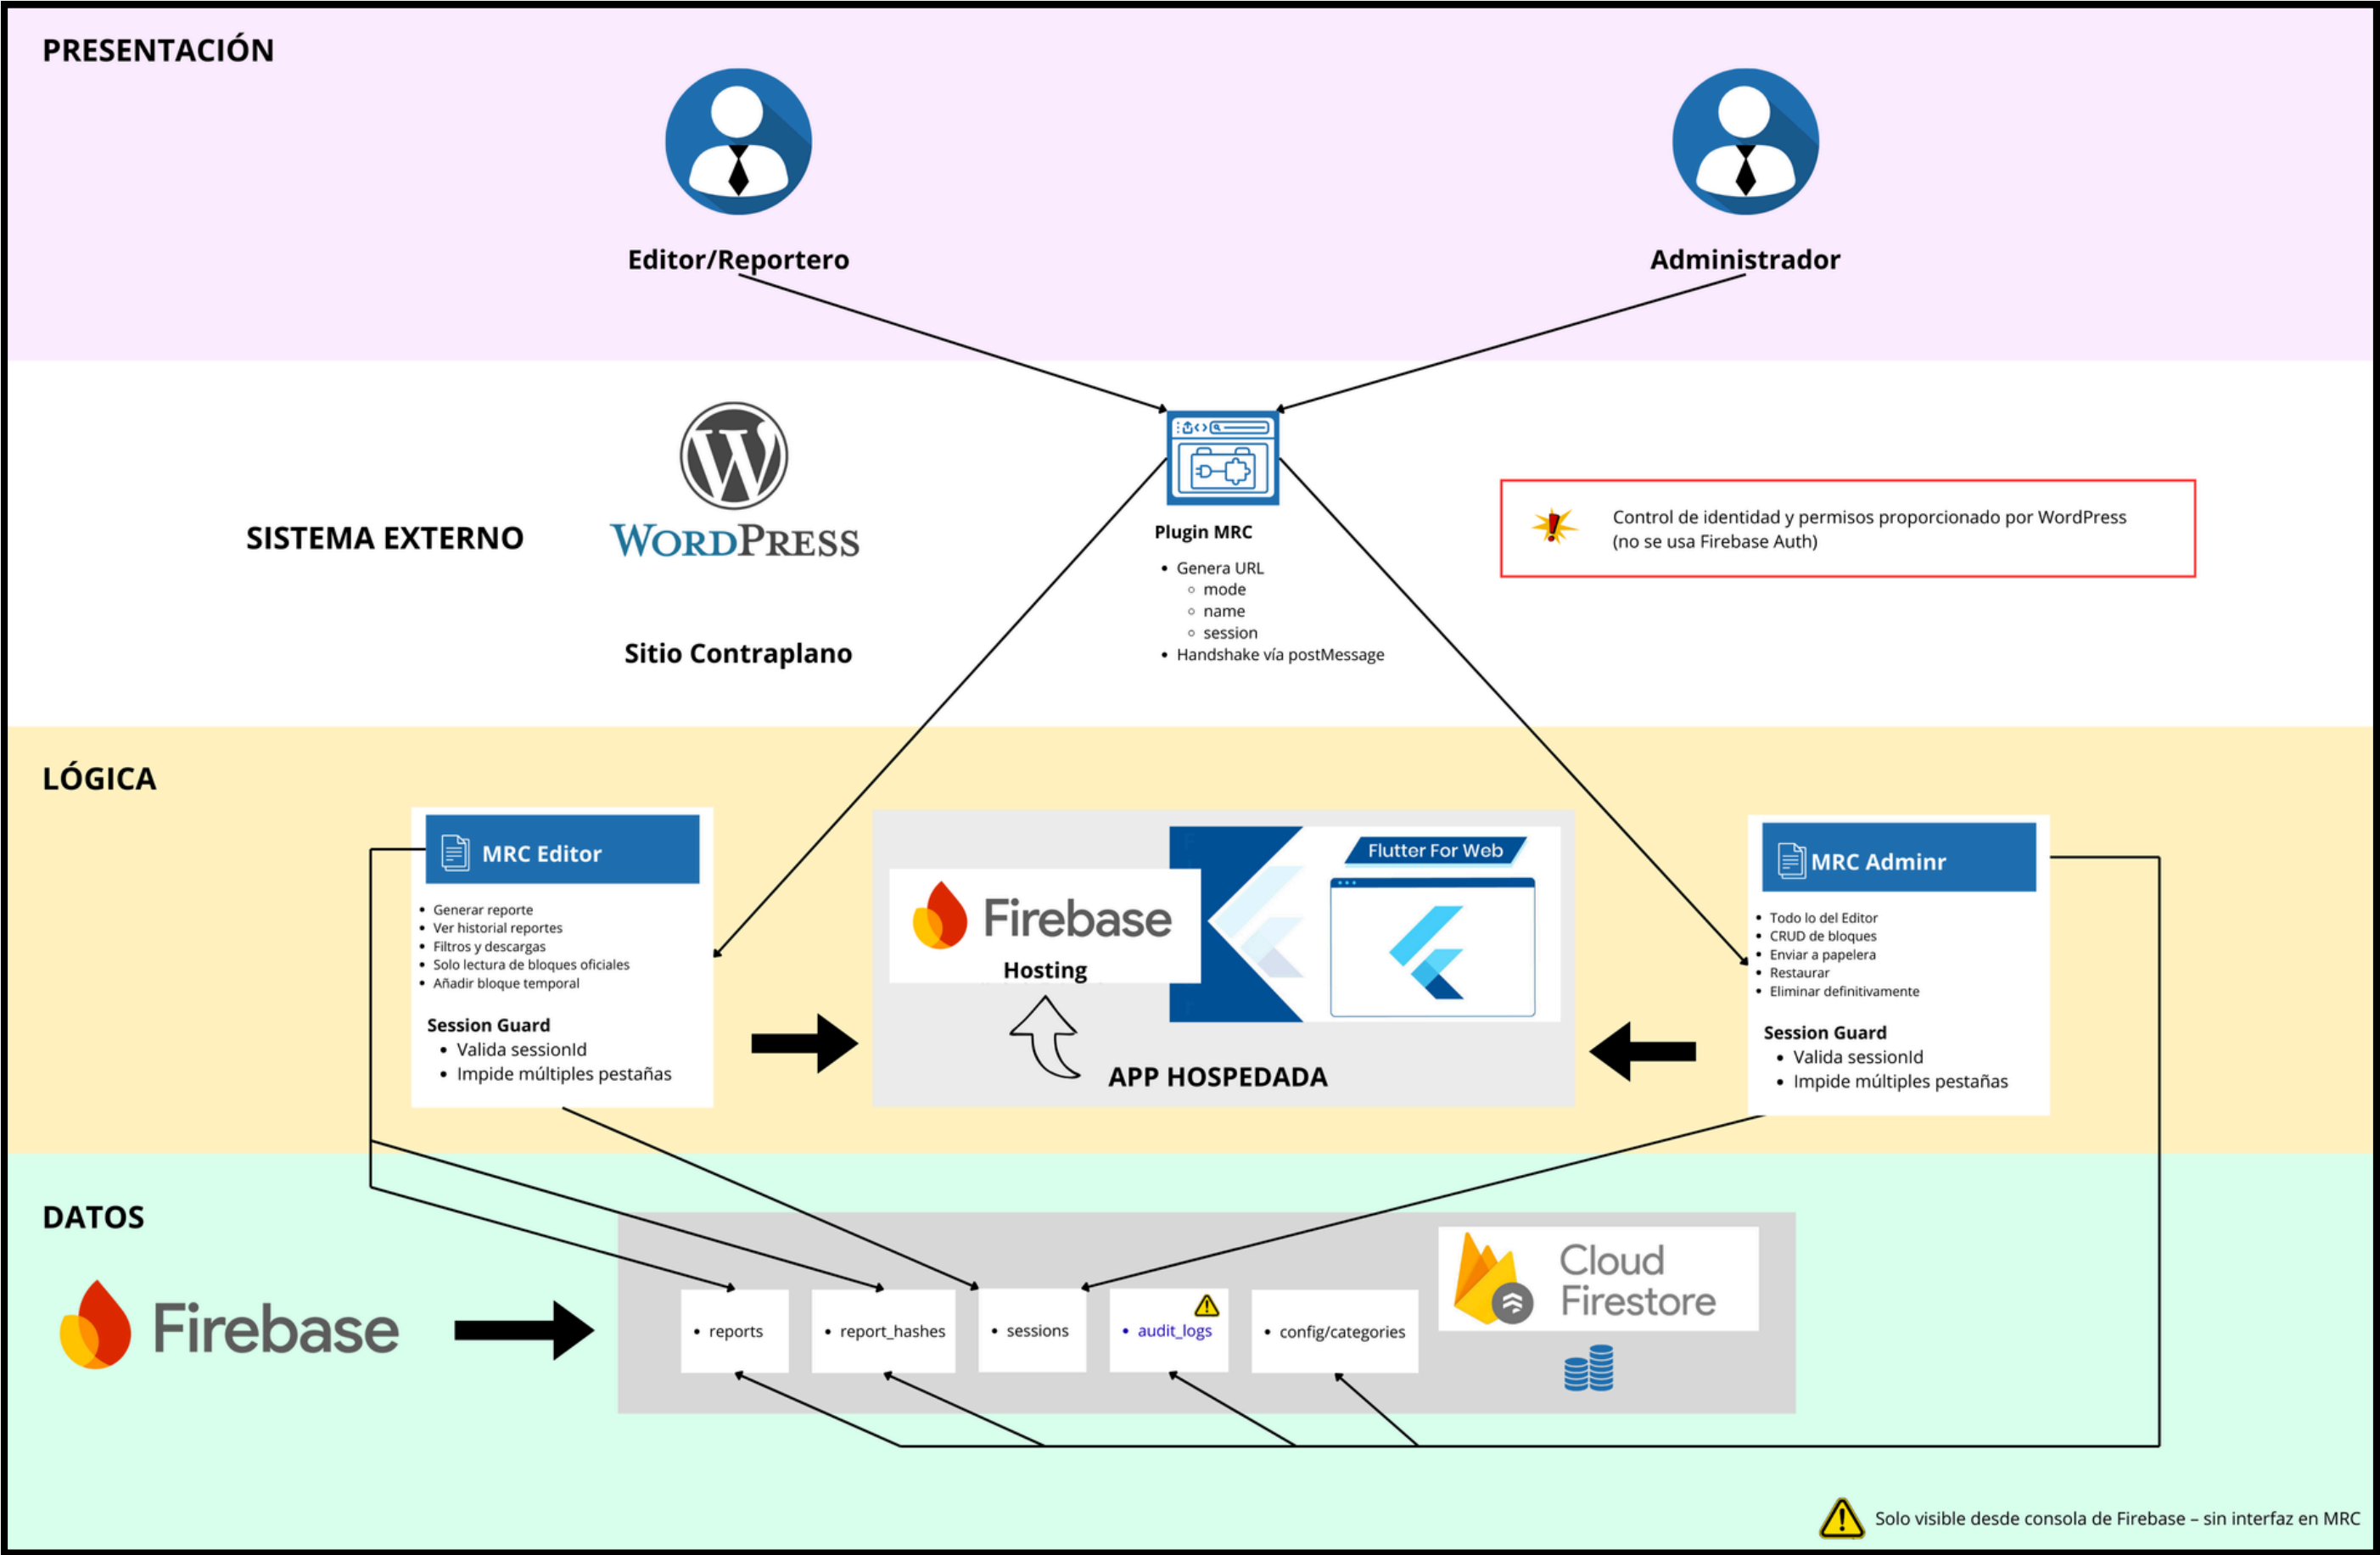 PRESENTACIÓN
Editor/Reportero
Administrador
SISTEMA EXTERNO
WORDPRESS
Sitio Contraplano
Plugin MRC
• Genera URL
◦ mode
◦ name
◦ session
• Handshake vía postMessage
Control de identidad y permisos proporcionado por WordPress
(no se usa Firebase Auth)
LÓGICA
MRC Editor
• Generar reporte
• Ver historial reportes
• Filtros y descargas
• Solo lectura de bloques oficiales
• Añadir bloque temporal
Session Guard
• Valida sessionId
• Impide múltiples pestañas
Firebase
Hosting
Flutter For Web
APP HOSPEDADA
MRC Adminr
• Todo lo del Editor
• CRUD de bloques
• Enviar a papelera
• Restaurar
• Eliminar definitivamente
Session Guard
• Valida sessionId
• Impide múltiples pestañas
DATOS
Firebase
• reports
• report_hashes
• sessions
• audit_logs
• config/categories
Cloud
Firestore
Solo visible desde consola de Firebase – sin interfaz en MRC